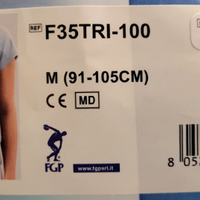 REF F35TRI-100
M (91-105CM)
CE MD
FGP
www.fgpsrl.it
8 05